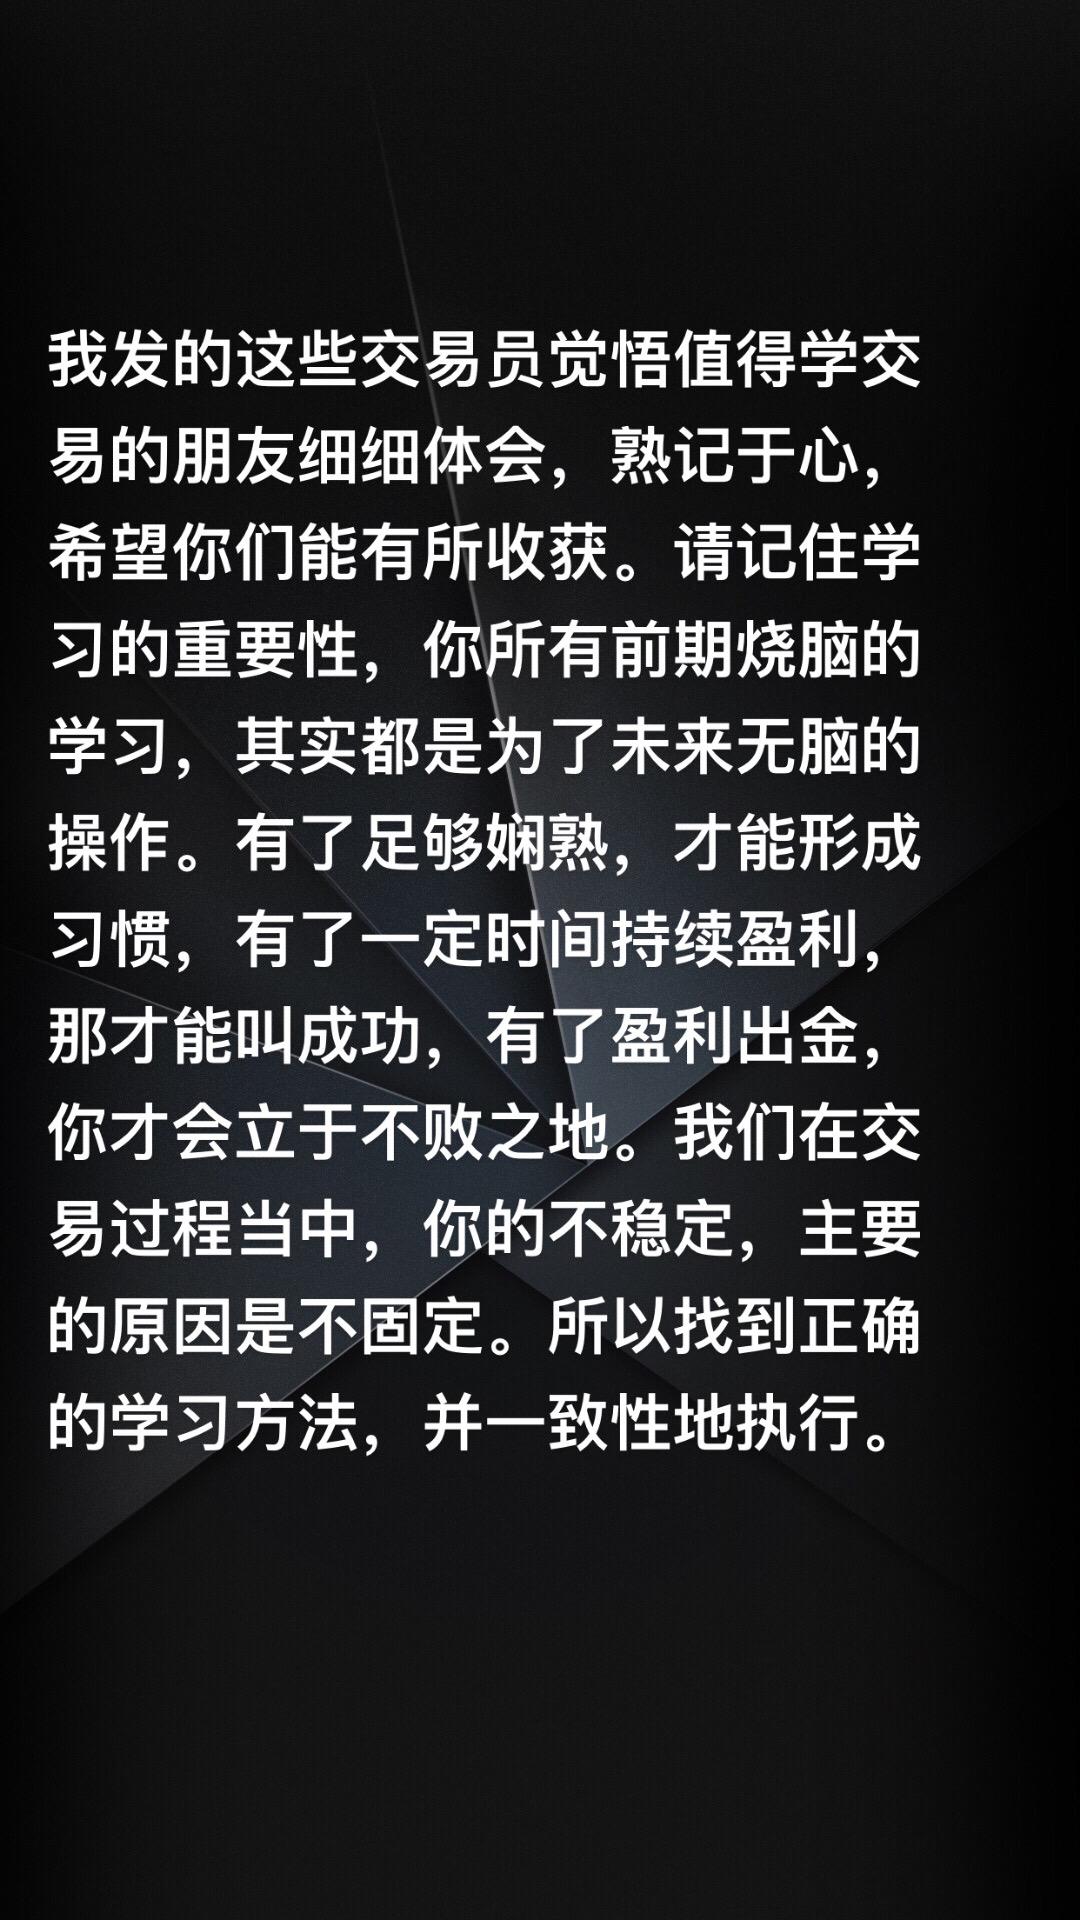 我发的这些交易员觉悟值得学交
易的朋友细细体会，熟记于心，
希望你们能有所收获。请记住学
习的重要性，你所有前期烧脑的
学习，其实都是为了未来无脑的
操作。有了足够娴熟，才能形成
习惯，有了一定时间持续盈利，
那才能叫成功，有了盈利出金，
你才会立于不败之地。我们在交
易过程当中，你的不稳定，主要
的原因是不固定。所以找到正确
的学习方法，并一致性地执行。